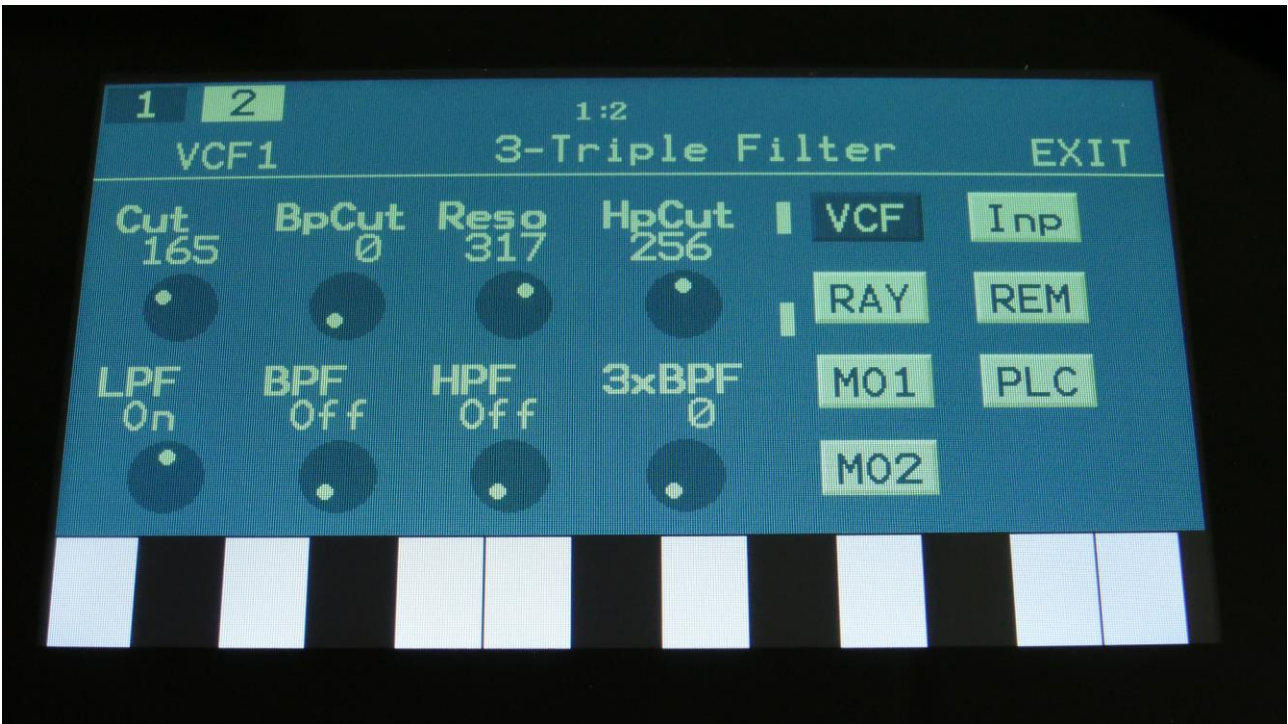 1 2 1:2
VCF1 3-Triple Filter EXIT
Cut BpCut Reso HpCut VCF Inp
165 0 317 256
RAY REM
LPF BPF HPF 3xBPF MO1 PLC
On Off Off 0
MO2